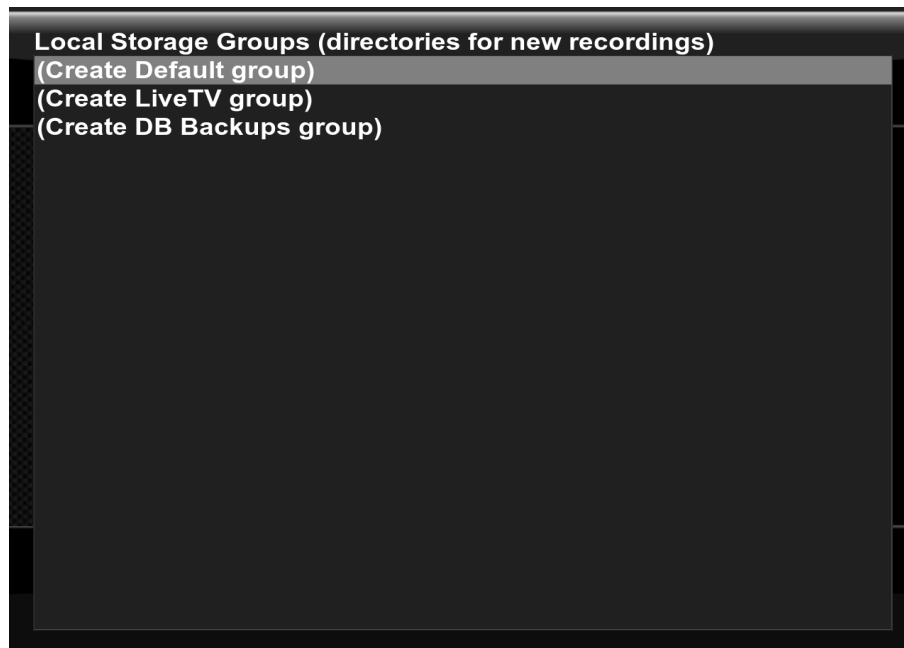 Local Storage Groups (directories for new recordings)
(Create Default group)
(Create LiveTV group)
(Create DB Backups group)